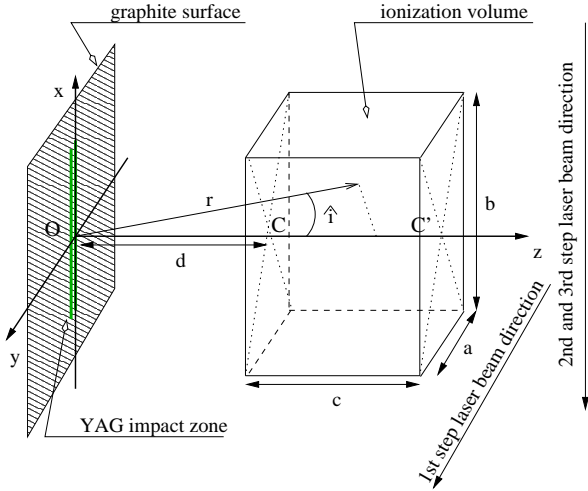 graphite surface
ionization volume
x
r
î
b
O
C
C'
z
d
y
a
c
YAG impact zone
1st step laser beam direction
2nd and 3rd step laser beam direction